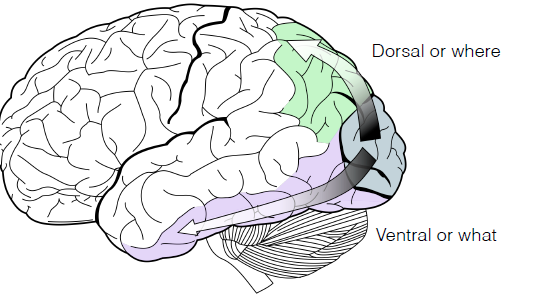 Dorsal or where
Ventral or what